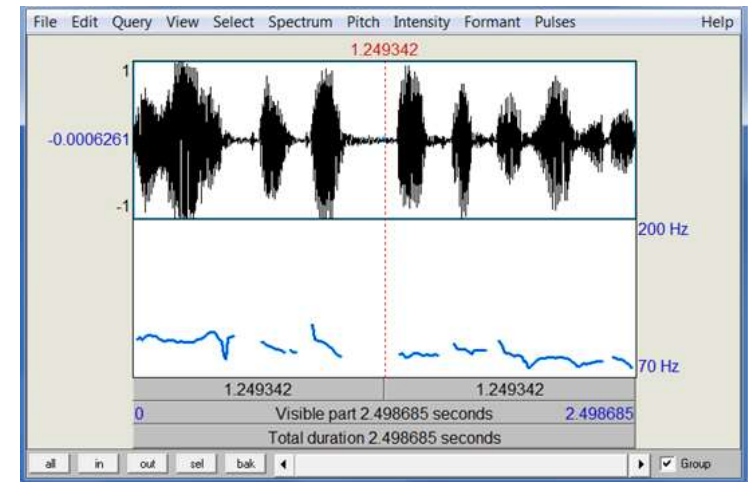 File Edit Query View Select Spectrum Pitch Intensity Formant Pulses Help
1.249342
1
-0.0006261
-1
200 Hz
70 Hz
1.249342 1.249342
0 Visible part 2.498685 seconds 2.498685
Total duration 2.498685 seconds
all in out sel bak Group